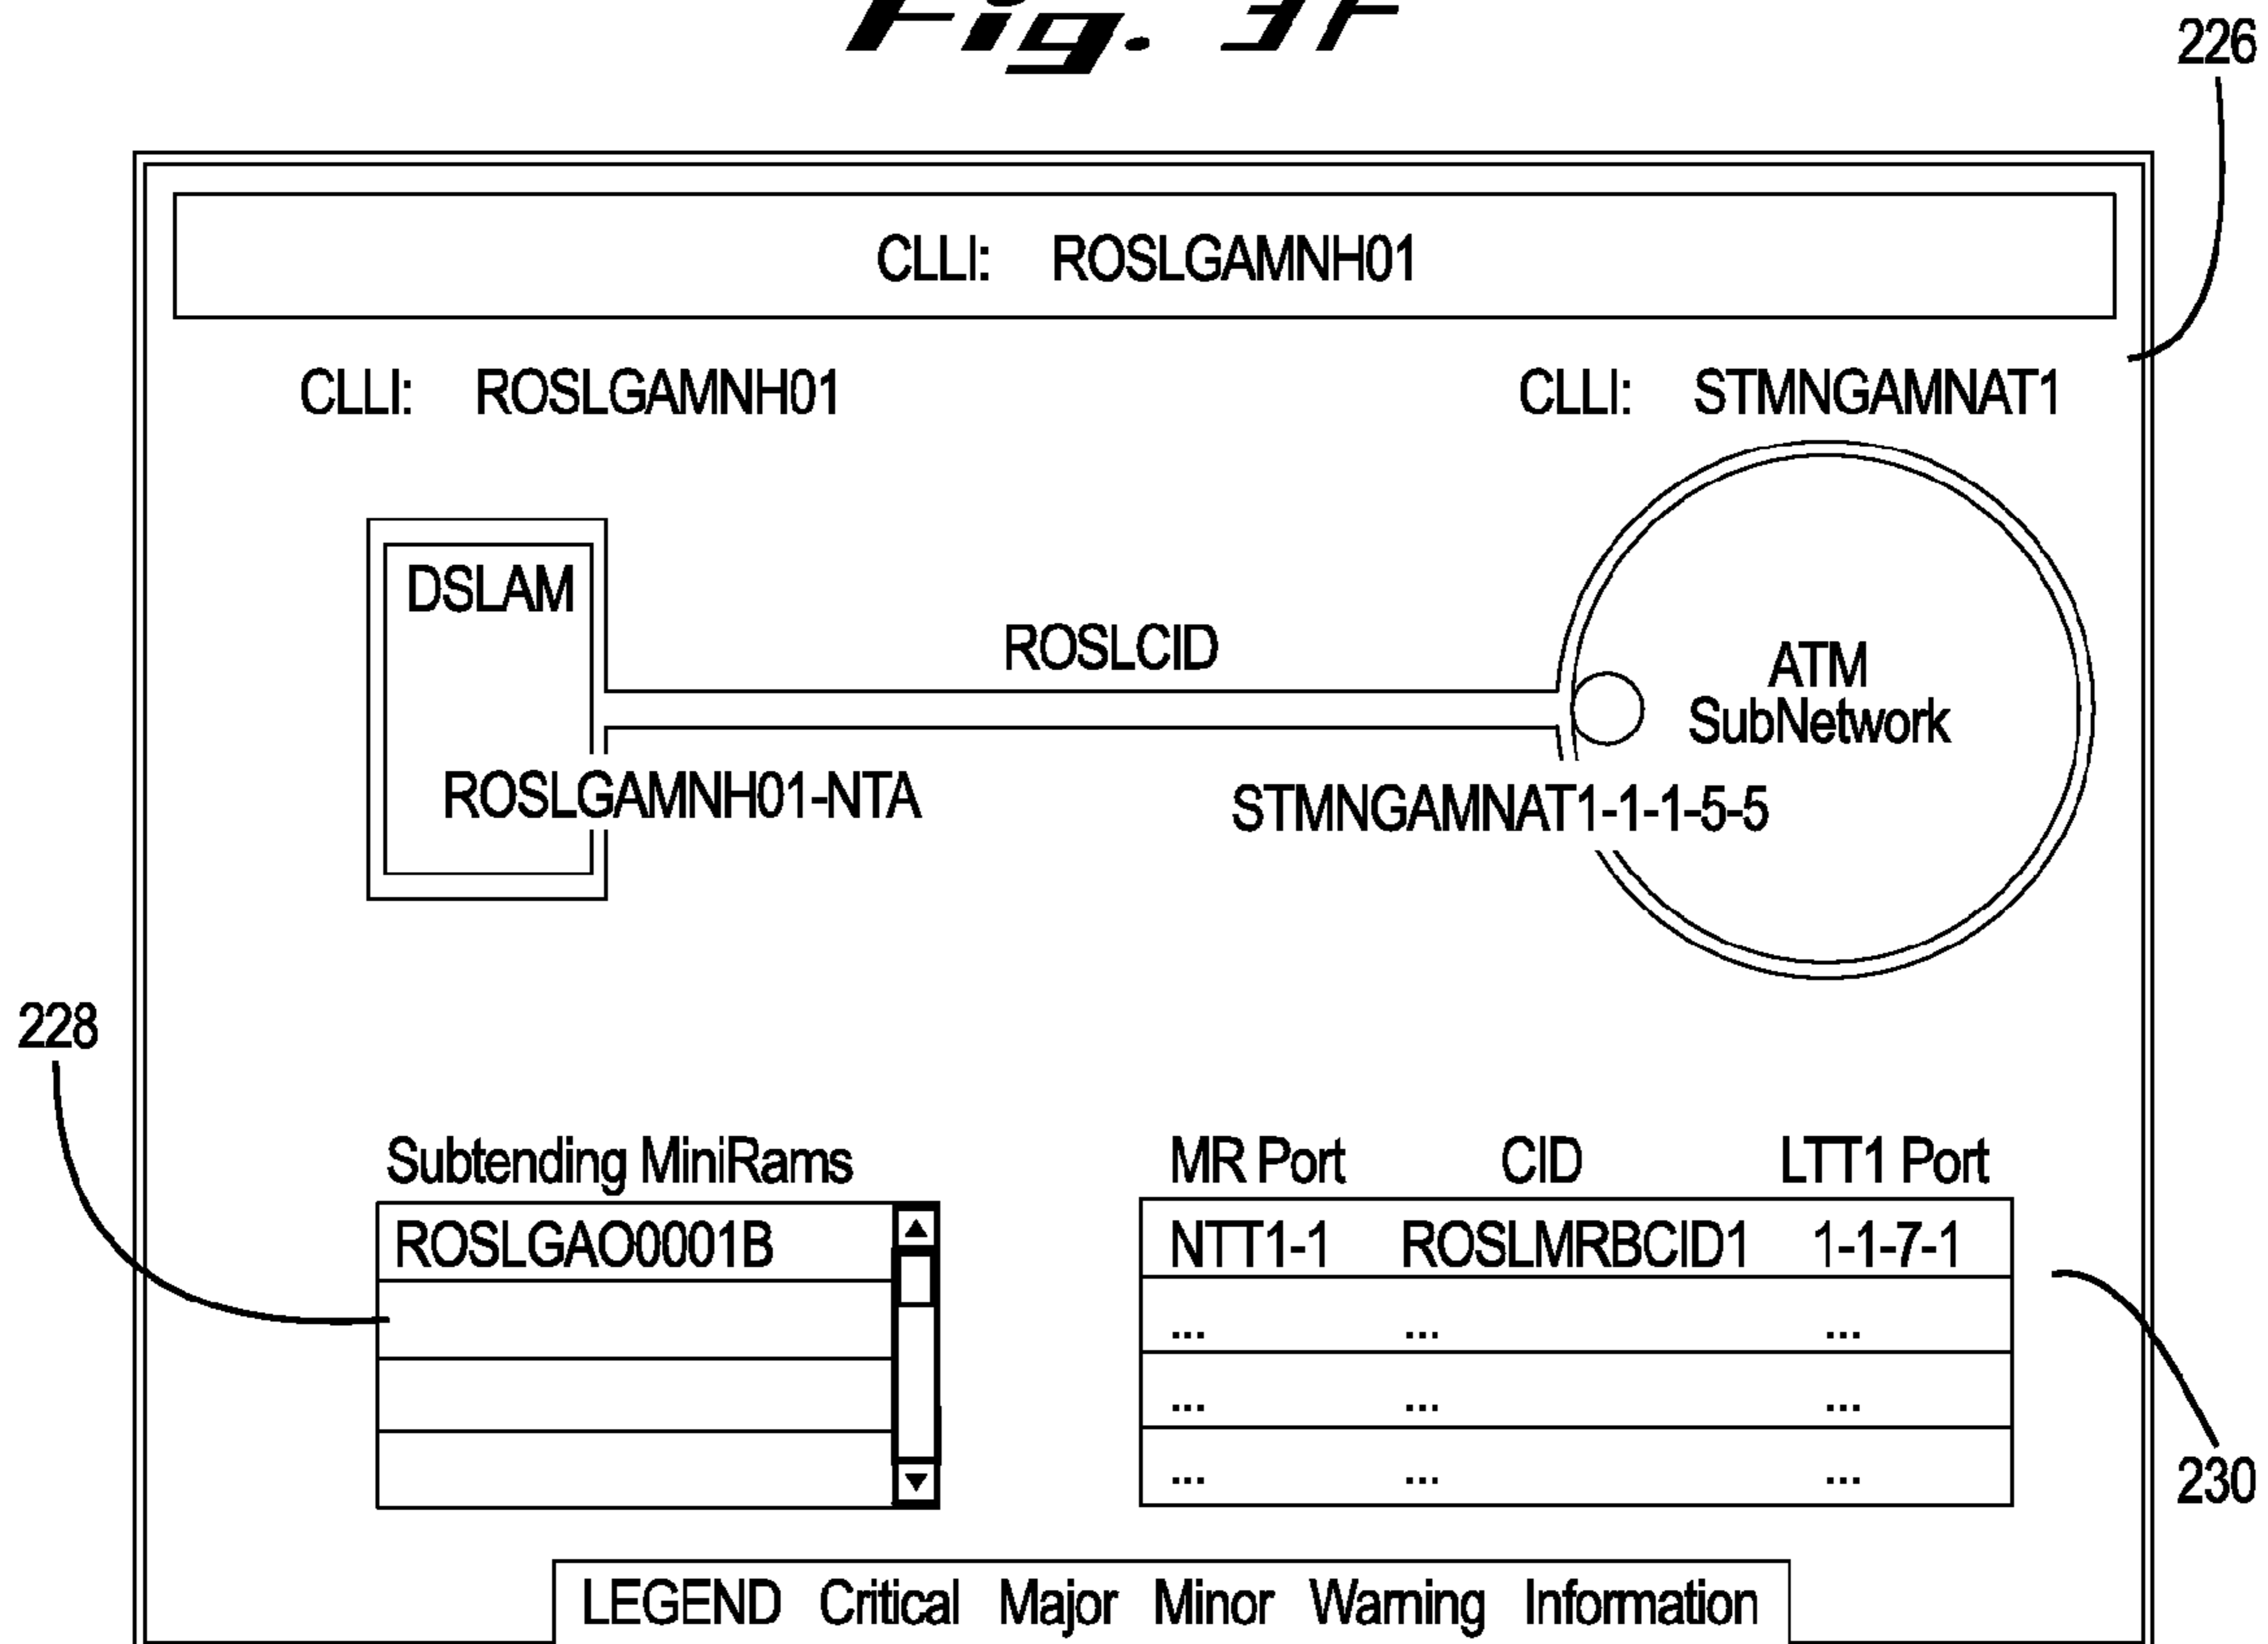 Fig. 3F
226
CLLI: ROSLGAMNH01
CLLI: ROSLGAMNH01
CLLI: STMNGAMNAT1
DSLAM
ROSLCID
ATM
SubNetwork
ROSLGAMNH01-NTA
STMNGAMNAT1-1-1-5-5
228
Subtending MiniRams
ROSLGAO0001B
MR Port CID LTT1 Port
NTT1-1 ROSLMRBCID1 1-1-7-1
... ... ...
... ... ...
... ... ...
230
LEGEND Critical Major Minor Warning Information